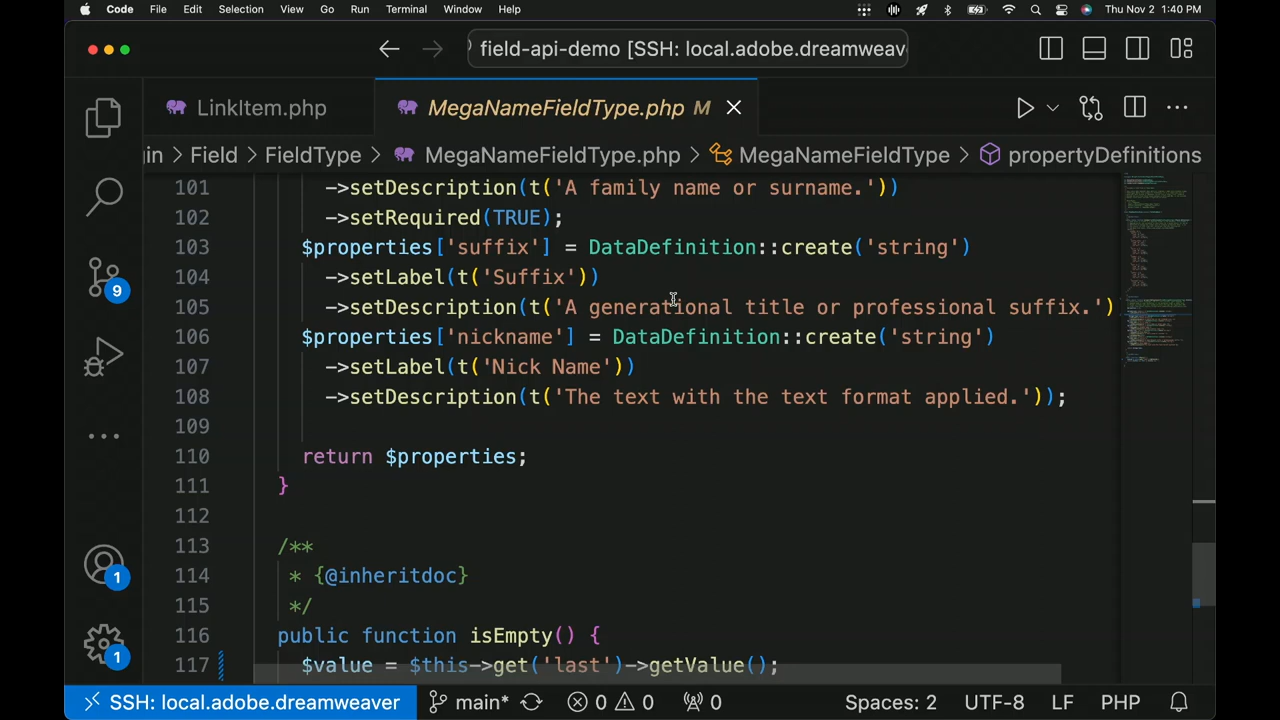 Code File Edit Selection View Go Run Terminal Window Help Thu Nov 2 1:40 PM
field-api-demo [SSH: local.adobe.dreamweav
LinkItem.php MegaNameFieldType.php M
in > Field > FieldType > MegaNameFieldType.php > MegaNameFieldType > propertyDefinitions
101 ->setDescription(t('A family name or surname.'))
102 ->setRequired(TRUE);
103 $properties['suffix'] = DataDefinition::create('string')
104 ->setLabel(t('Suffix'))
105 ->setDescription(t('A generational title or professional suffix.')
106 $properties['nickname'] = DataDefinition::create('string')
107 ->setLabel(t('Nick Name'))
108 ->setDescription(t('The text with the text format applied.'));
109
110 return $properties;
111 }
112
113 /**
114 * {@inheritdoc}
115 */
116 public function isEmpty() {
117 $value = $this->get('last')->getValue();
9
1
1
SSH: local.adobe.dreamweaver main* 0 0 0 Spaces: 2 UTF-8 LF PHP